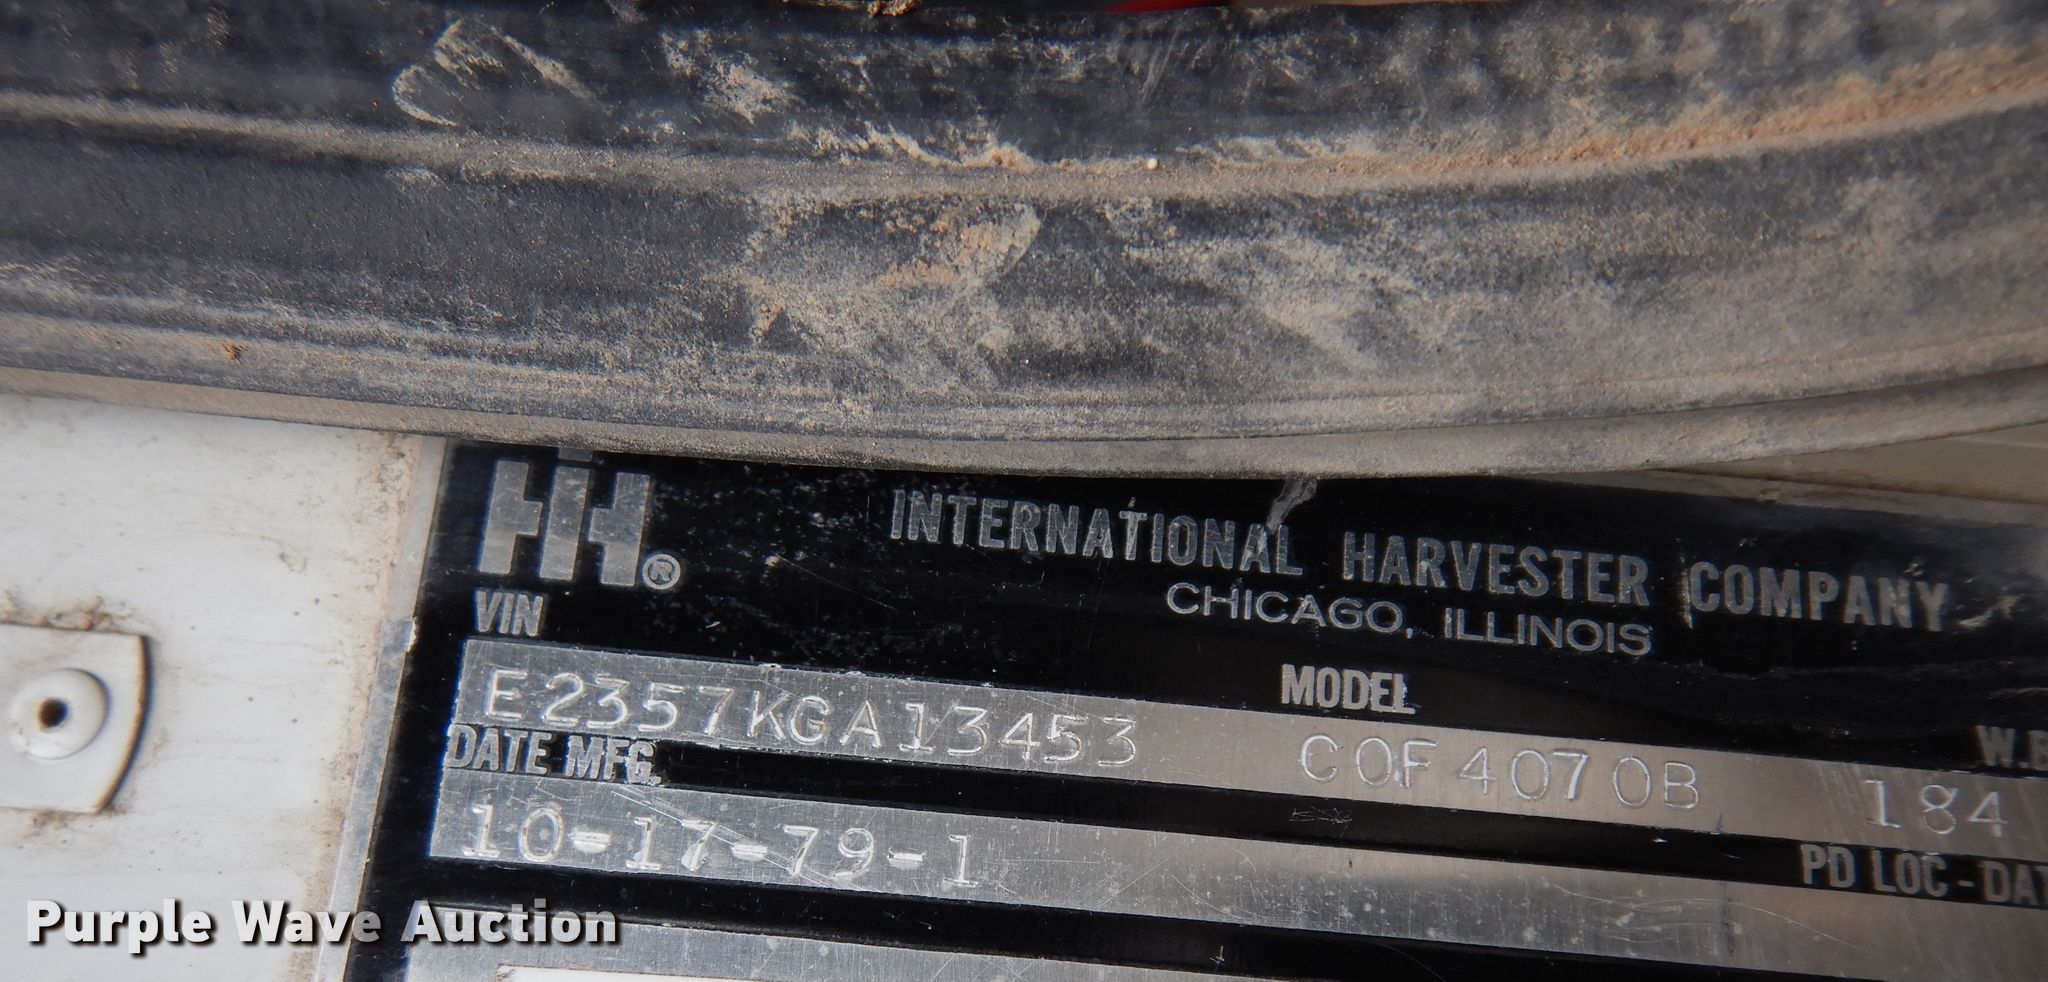 IH®
INTERNATIONAL HARVESTER COMPANY
CHICAGO, ILLINOIS
VIN
MODEL
E2357KGA13453
COF4070B
184
DATE MFG.
10-17-79-1
PD LOC-DAT
Purple Wave Auction